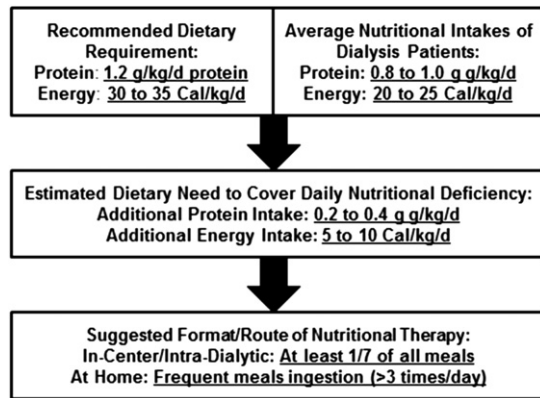 Recommended Dietary
Requirement:
Protein: 1.2 g/kg/d protein
Energy: 30 to 35 Cal/kg/d
Average Nutritional Intakes of
Dialysis Patients:
Protein: 0.8 to 1.0 g g/kg/d
Energy: 20 to 25 Cal/kg/d
Estimated Dietary Need to Cover Daily Nutritional Deficiency:
Additional Protein Intake: 0.2 to 0.4 g g/kg/d
Additional Energy Intake: 5 to 10 Cal/kg/d
Suggested Format/Route of Nutritional Therapy:
In-Center/Intra-Dialytic: At least 1/7 of all meals
At Home: Frequent meals ingestion (>3 times/day)